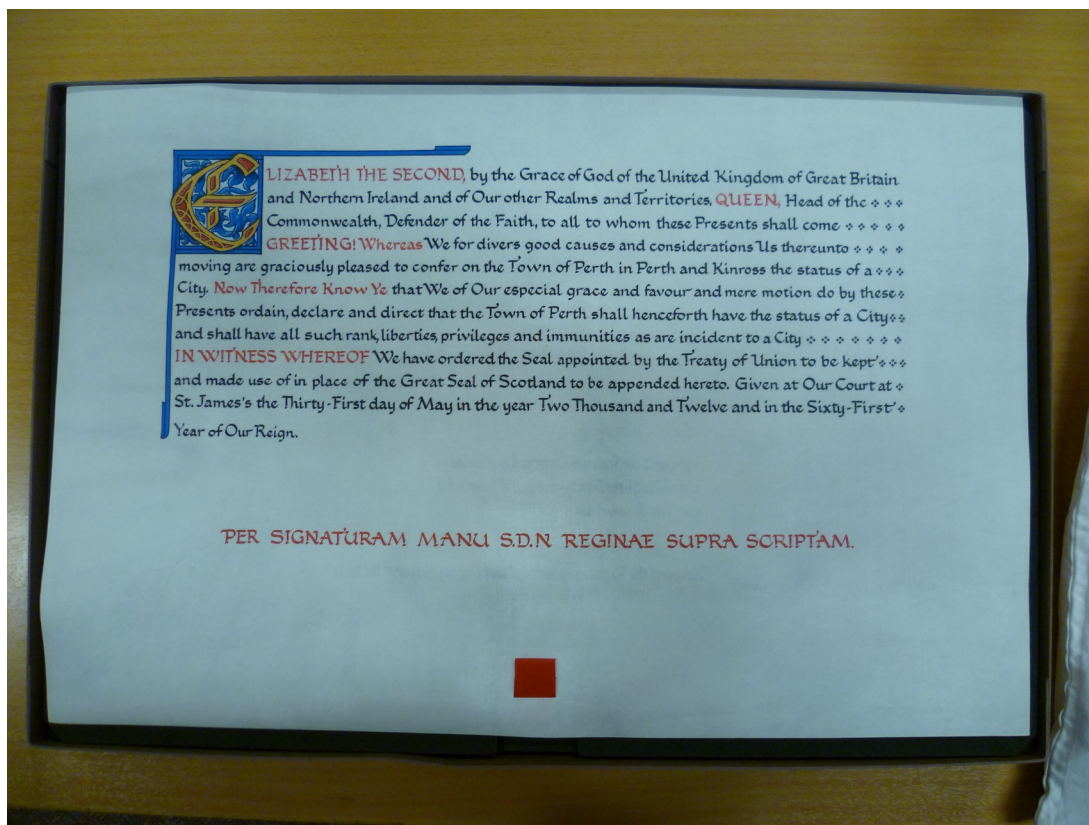 ELIZABETH THE SECOND, by the Grace of God of the United Kingdom of Great Britain
and Northern Ireland and of Our other Realms and Territories, QUEEN, Head of the
Commonwealth, Defender of the Faith, to all to whom these Presents shall come
GREETING! Whereas We for divers good causes and considerations Us thereunto
moving are graciously pleased to confer on the Town of Perth in Perth and Kinross the status of a
City. Now Therefore Know Ye that We of Our especial grace and favour and mere motion do by these
Presents ordain, declare and direct that the Town of Perth shall henceforth have the status of a City
and shall have all such rank, liberties, privileges and immunities as are incident to a City
IN WITNESS WHEREOF We have ordered the Seal appointed by the Treaty of Union to be kept
and made use of in place of the Great Seal of Scotland to be appended hereto. Given at Our Court at
St. James's the Thirty-First day of May in the year Two Thousand and Twelve and in the Sixty-First
Year of Our Reign.
PER SIGNATURAM MANU S.D.N REGINAE SUPRA SCRIPTAM.